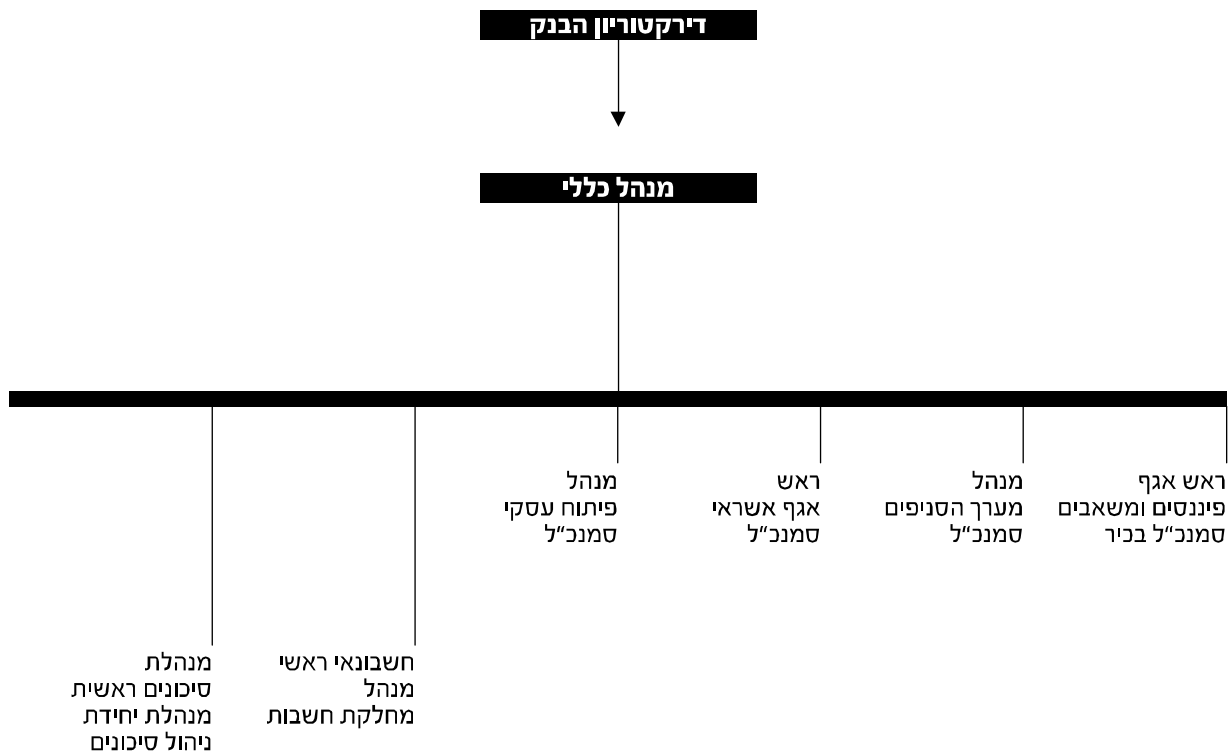 דירקטוריון הבנק
מנהל כללי
ראש אגף
פיננסים ומשאבים
סמנכ״ל בכיר
מנהל
מערך הסניפים
סמנכ״ל
ראש
אגף אשראי
סמנכ״ל
מנהל
פיתוח עסקי
סמנכ״ל
חשבונאי ראשי
מנהל
מחלקת חשבות
מנהלת
סיכונים ראשית
מנהלת יחידת
ניהול סיכונים